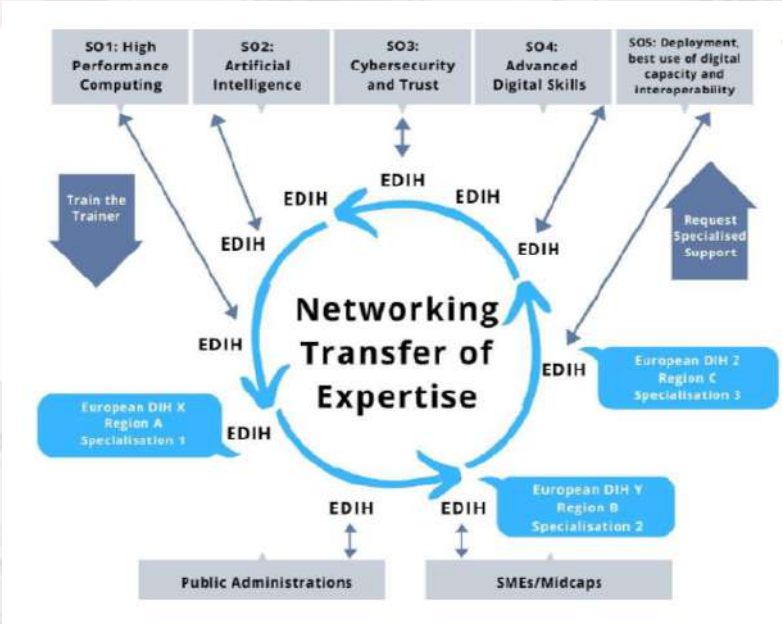 SO1: High
Performance
Computing
SO2:
Artificial
Intelligence
SO3:
Cybersecurity
and Trust
SO4:
Advanced
Digital Skills
SO5: Deployment,
best use of digital
capacity and
interoperability
Train the
Trainer
Request
Specialised
Support
EDIH
EDIH
EDIH
EDIH
EDIH
EDIH
EDIH
EDIH
EDIH
EDIH
Networking
Transfer of
Expertise
European DIH X
Region A
Specialisation 1
European DIH Z
Region C
Specialisation 3
European DIH Y
Region B
Specialisation 2
Public Administrations
SMEs/Midcaps